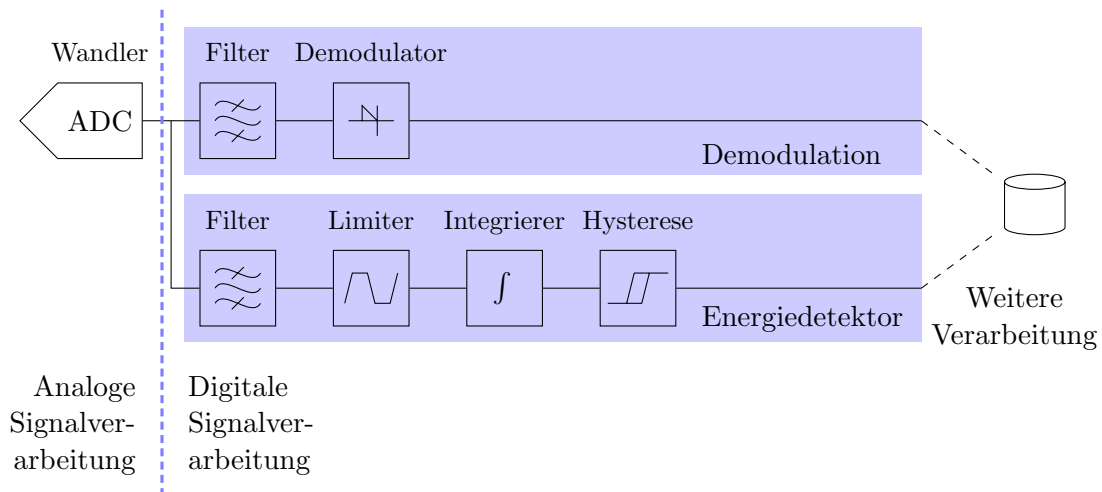 Wandler
Filter
Demodulator
ADC
Demodulation
Filter
Limiter
Integrierer
Hysterese
∫
Energiedetektor
Weitere
Verarbeitung
Analoge
Signalver-
arbeitung
Digitale
Signalver-
arbeitung